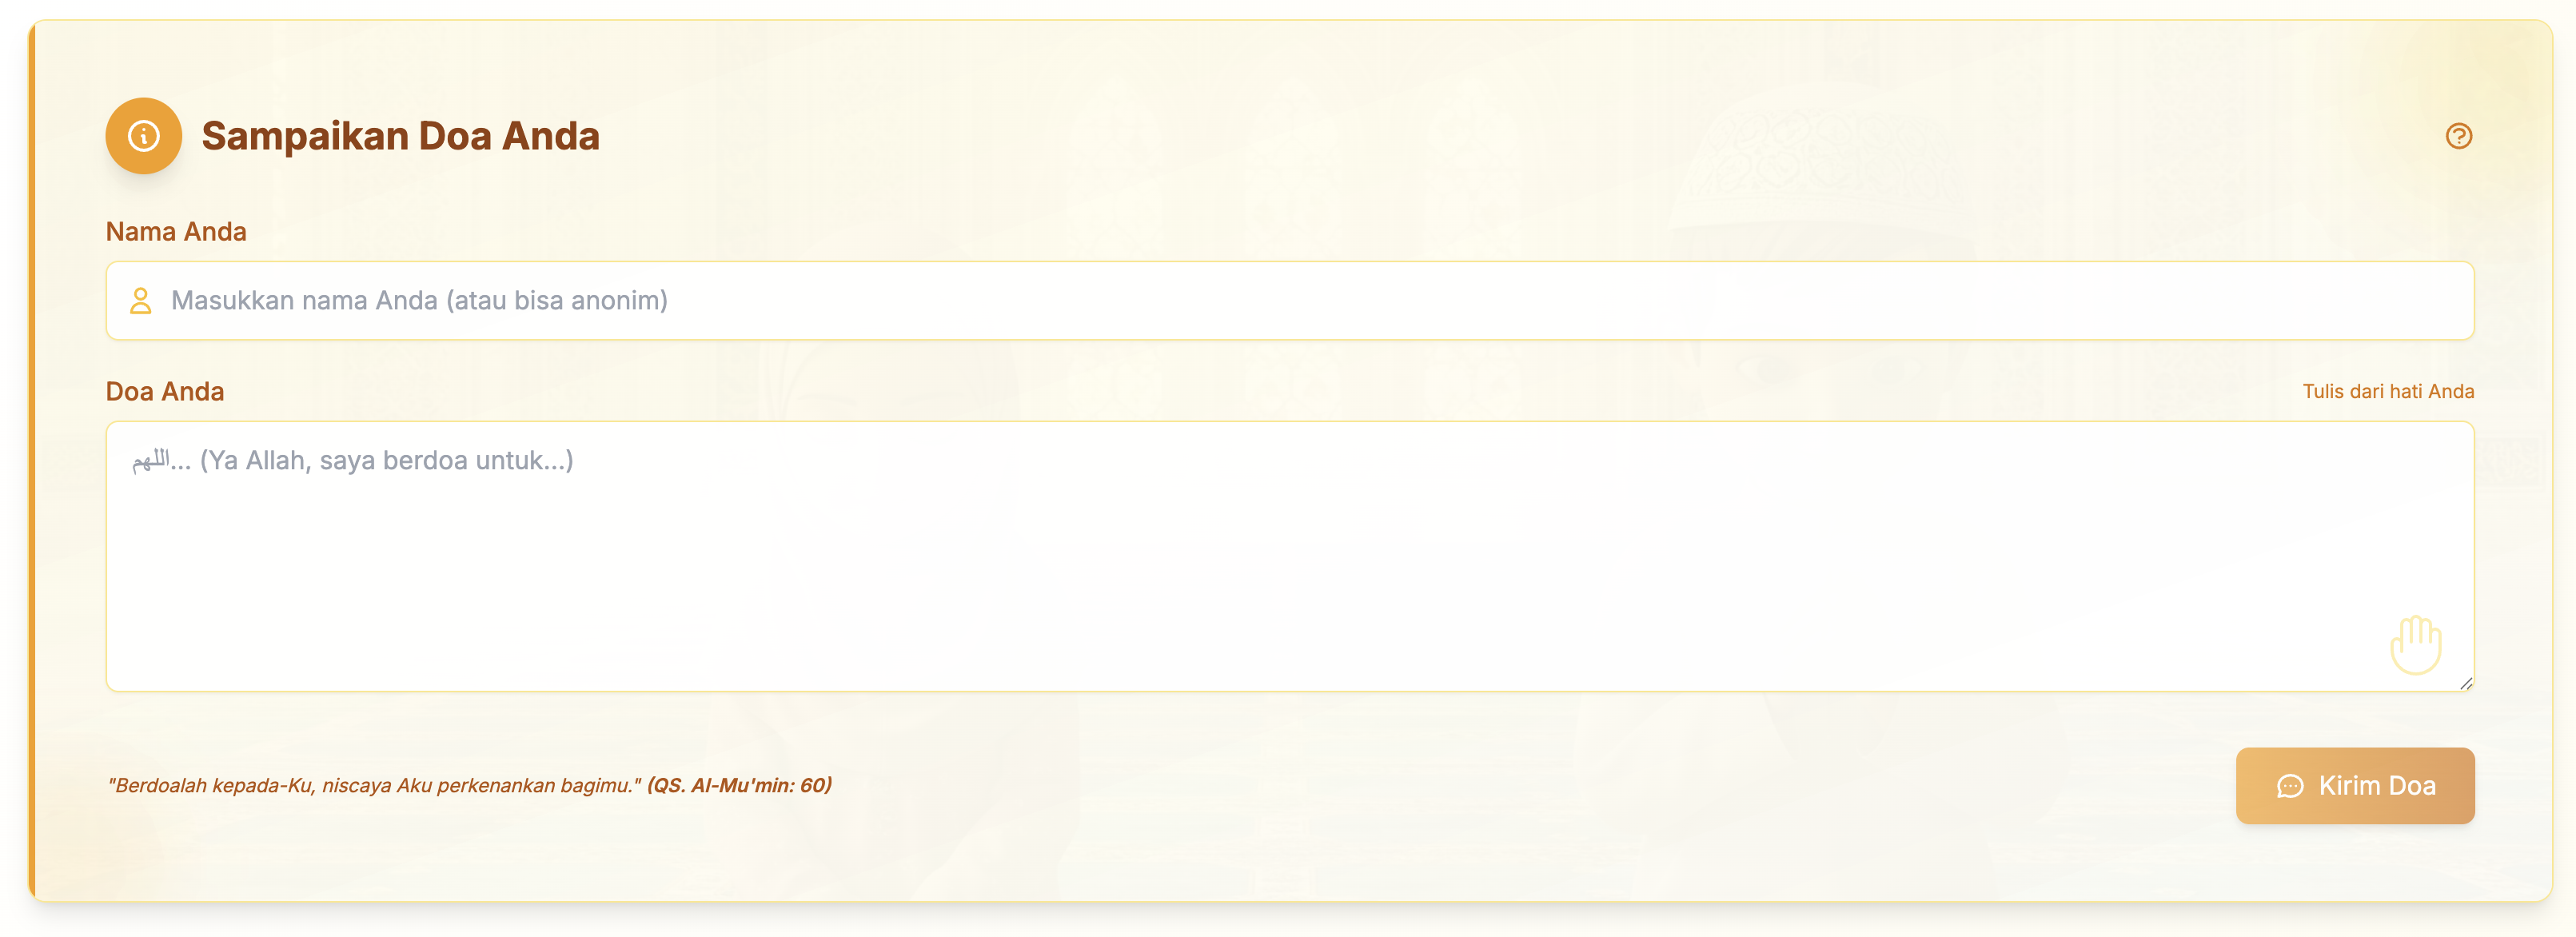 Sampaikan Doa Anda
Nama Anda
Masukkan nama Anda (atau bisa anonim)
Doa Anda
Tulis dari hati Anda
اللهم... (Ya Allah, saya berdoa untuk...)
"Berdoalah kepada-Ku, niscaya Aku perkenankan bagimu." (QS. Al-Mu'min: 60)
Kirim Doa